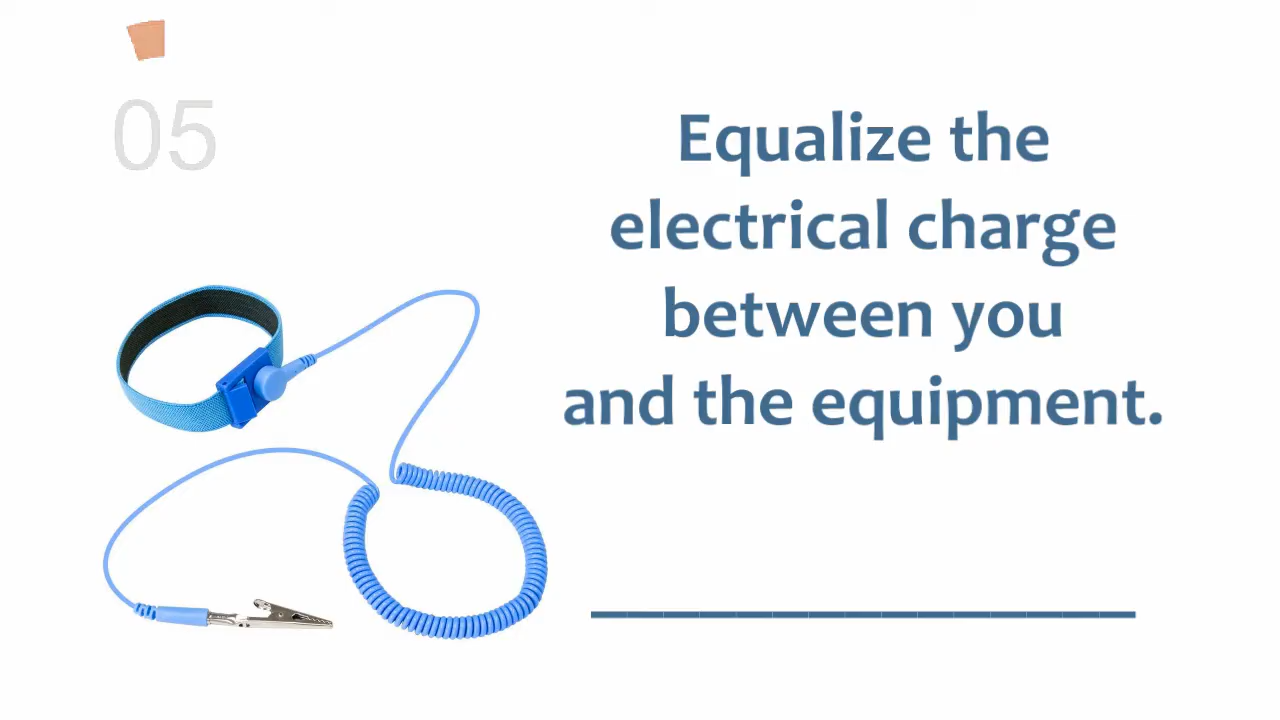 05
Equalize the
electrical charge
between you
and the equipment.